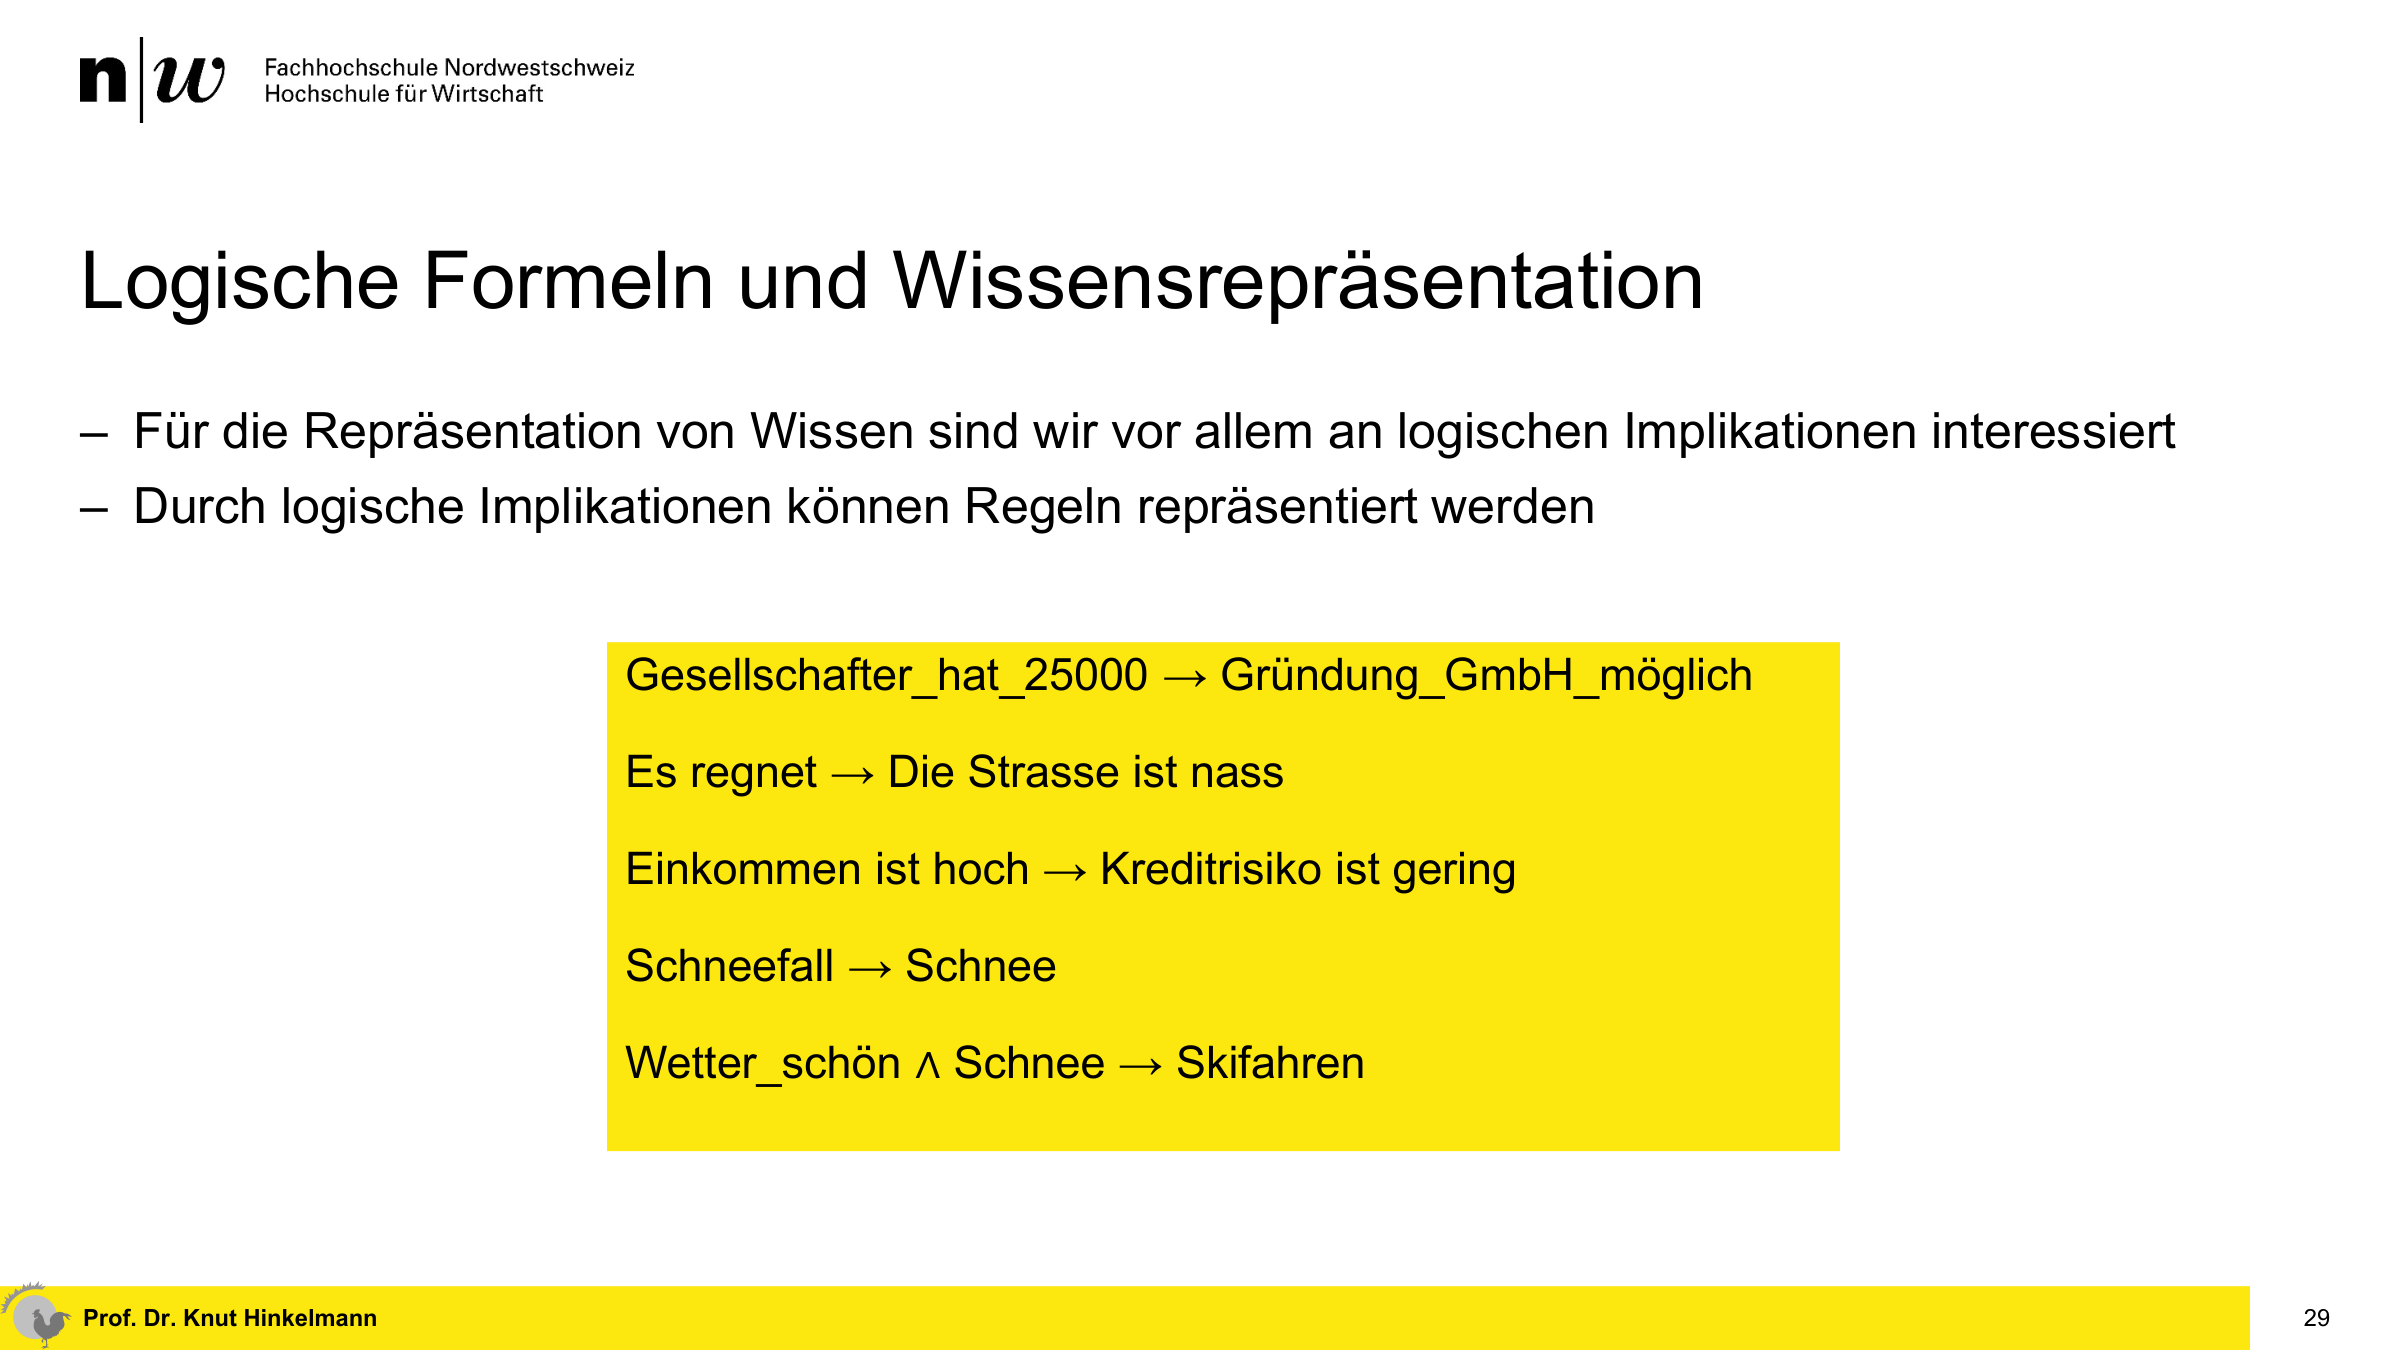 n|w
Fachhochschule Nordwestschweiz
Hochschule für Wirtschaft
Logische Formeln und Wissensrepräsentation
– Für die Repräsentation von Wissen sind wir vor allem an logischen Implikationen interessiert
– Durch logische Implikationen können Regeln repräsentiert werden
Gesellschafter_hat_25000 → Gründung_GmbH_möglich
Es regnet → Die Strasse ist nass
Einkommen ist hoch → Kreditrisiko ist gering
Schneefall → Schnee
Wetter_schön ∧ Schnee → Skifahren
Prof. Dr. Knut Hinkelmann
29